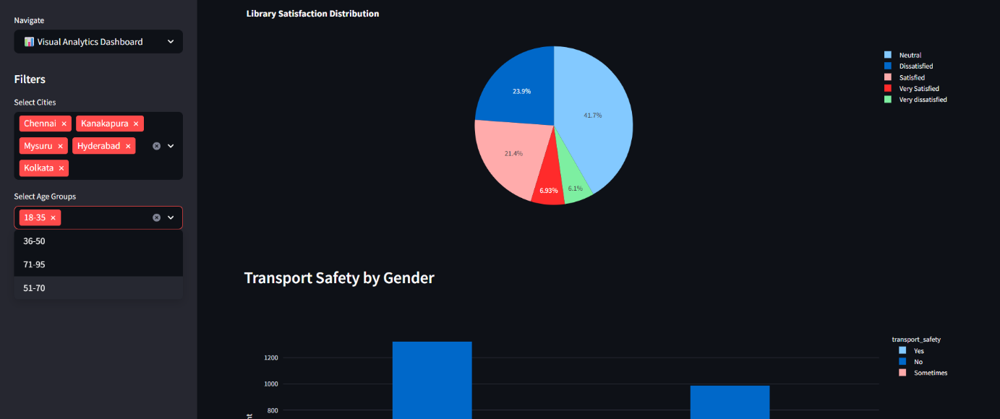 Navigate
📊 Visual Analytics Dashboard
Filters
Select Cities
Chennai × Kanakapura ×
Mysuru × Hyderabad ×
Kolkata ×
Select Age Groups
18-35 ×
36-50
71-95
51-70
Library Satisfaction Distribution
23.9%
41.7%
21.4%
6.93%
6.1%
Neutral
Dissatisfied
Satisfied
Very Satisfied
Very dissatisfied
Transport Safety by Gender
1200
1000
800
transport_safety
Yes
No
Sometimes